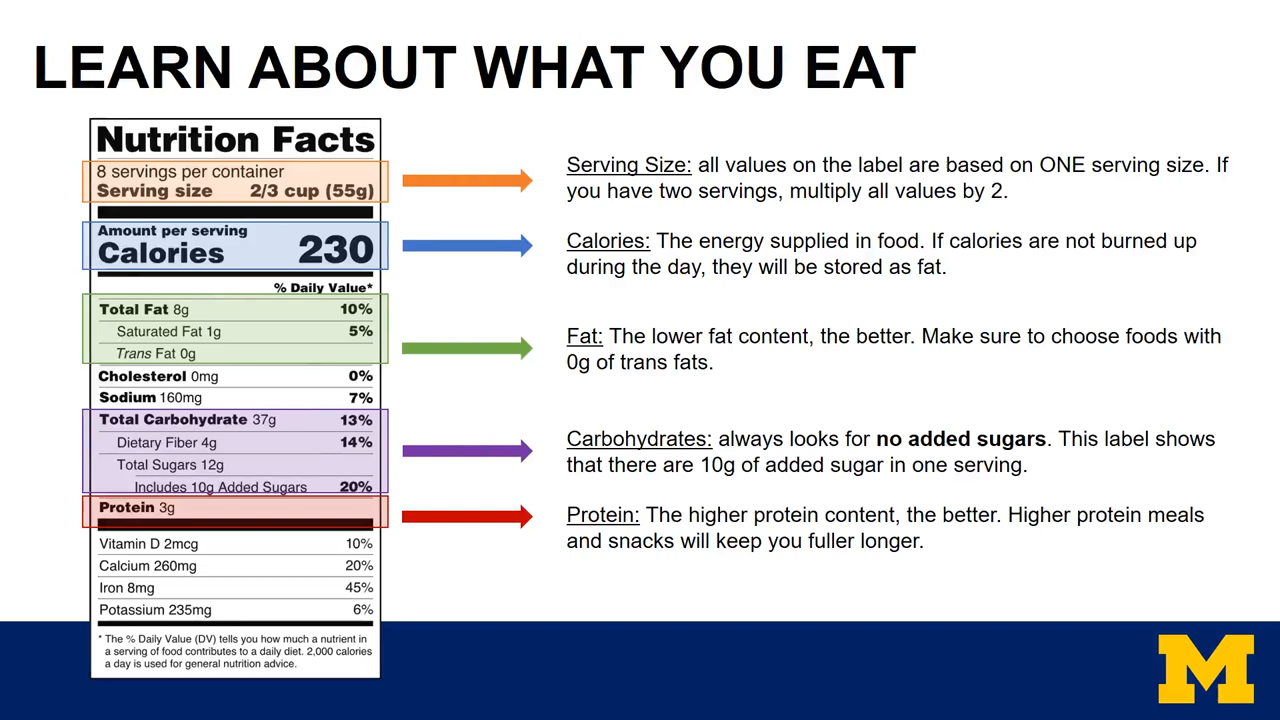 LEARN ABOUT WHAT YOU EAT
Nutrition Facts
8 servings per container
Serving size 2/3 cup (55g)
Amount per serving
Calories 230
% Daily Value*
Total Fat 8g 10%
Saturated Fat 1g 5%
Trans Fat 0g
Cholesterol 0mg 0%
Sodium 160mg 7%
Total Carbohydrate 37g 13%
Dietary Fiber 4g 14%
Total Sugars 12g
Includes 10g Added Sugars 20%
Protein 3g
Vitamin D 2mcg 10%
Calcium 260mg 20%
Iron 8mg 45%
Potassium 235mg 6%
* The % Daily Value (DV) tells you how much a nutrient in
a serving of food contributes to a daily diet. 2,000 calories
a day is used for general nutrition advice.
Serving Size: all values on the label are based on ONE serving size. If
you have two servings, multiply all values by 2.
Calories: The energy supplied in food. If calories are not burned up
during the day, they will be stored as fat.
Fat: The lower fat content, the better. Make sure to choose foods with
0g of trans fats.
Carbohydrates: always looks for no added sugars. This label shows
that there are 10g of added sugar in one serving.
Protein: The higher protein content, the better. Higher protein meals
and snacks will keep you fuller longer.
M